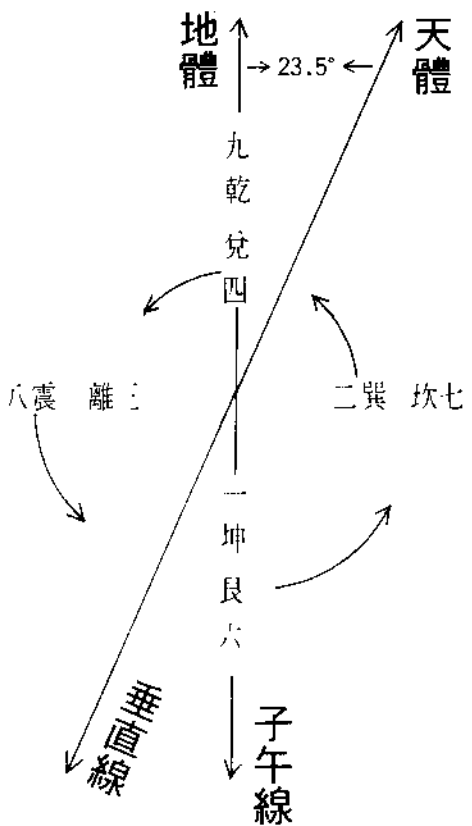 地體
天體
23.5°
九乾 兌四
八震 離三
二巽 坎七
一坤 艮六
垂直線
子午線